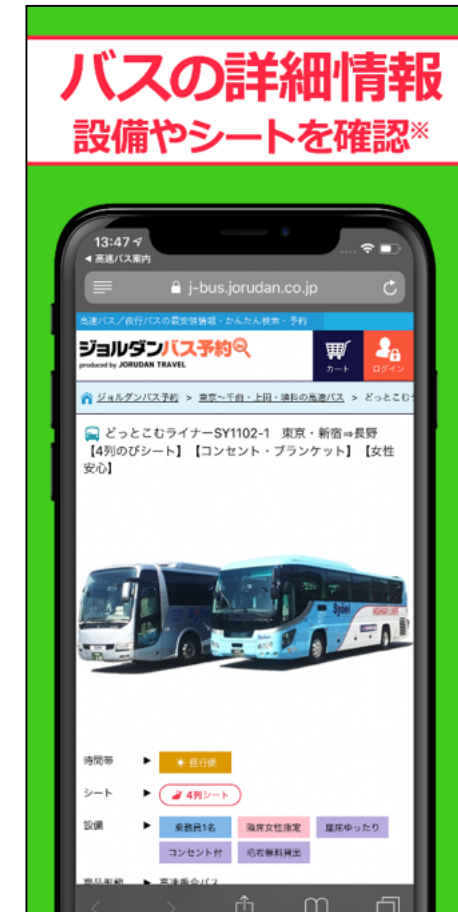 バスの詳細情報
設備やシートを確認※
13:47
◀ 高速バス案内
j-bus.jorudan.co.jp
高速バス／夜行バスの最安値情報・かんたん検索・予約
ジョルダンバス予約
produced by JORUDAN TRAVEL
カート
ログイン
ジョルダンバス予約 > 東京～千曲・上田・埴科の高速バス > どっとこむ
どっとこむライナーSY1102-1 東京・新宿⇒長野
【4列のびシート】【コンセント・ブランケット】【女性
安心】
Syoei
Syoei
HIGHWAY LINER
時間帯 ▶ 昼行便
シート ▶ 4列シート
設備 ▶ 乗務員1名 隣席女性指定 座席ゆったり
コンセント付 毛布無料貸出
商品形態 ▶ 高速乗合バス